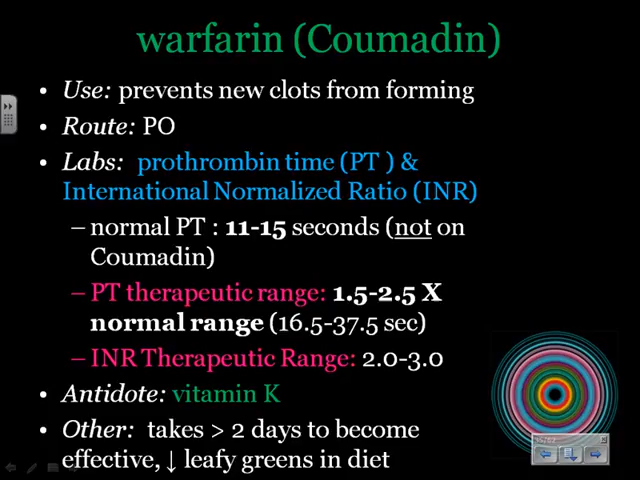 warfarin (Coumadin)
• Use: prevents new clots from forming
• Route: PO
• Labs: prothrombin time (PT ) &
International Normalized Ratio (INR)
– normal PT : 11-15 seconds (not on
Coumadin)
– PT therapeutic range: 1.5-2.5 X
normal range (16.5-37.5 sec)
– INR Therapeutic Range: 2.0-3.0
• Antidote: vitamin K
• Other: takes > 2 days to become
effective, ↓ leafy greens in diet